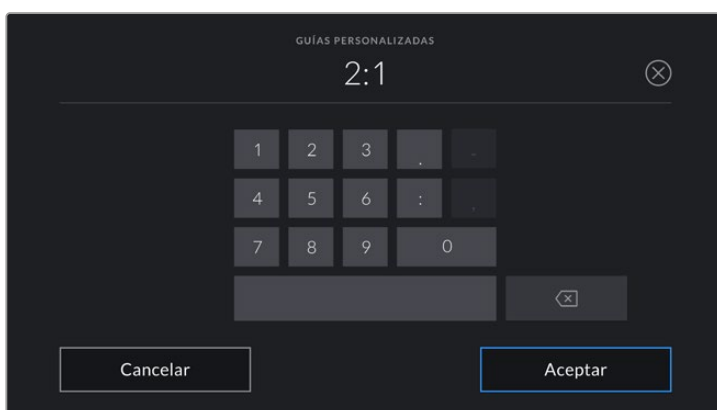 GUÍAS PERSONALIZADAS
2:1
1 2 3 . -
4 5 6 : ,
7 8 9 0
Cancelar Aceptar